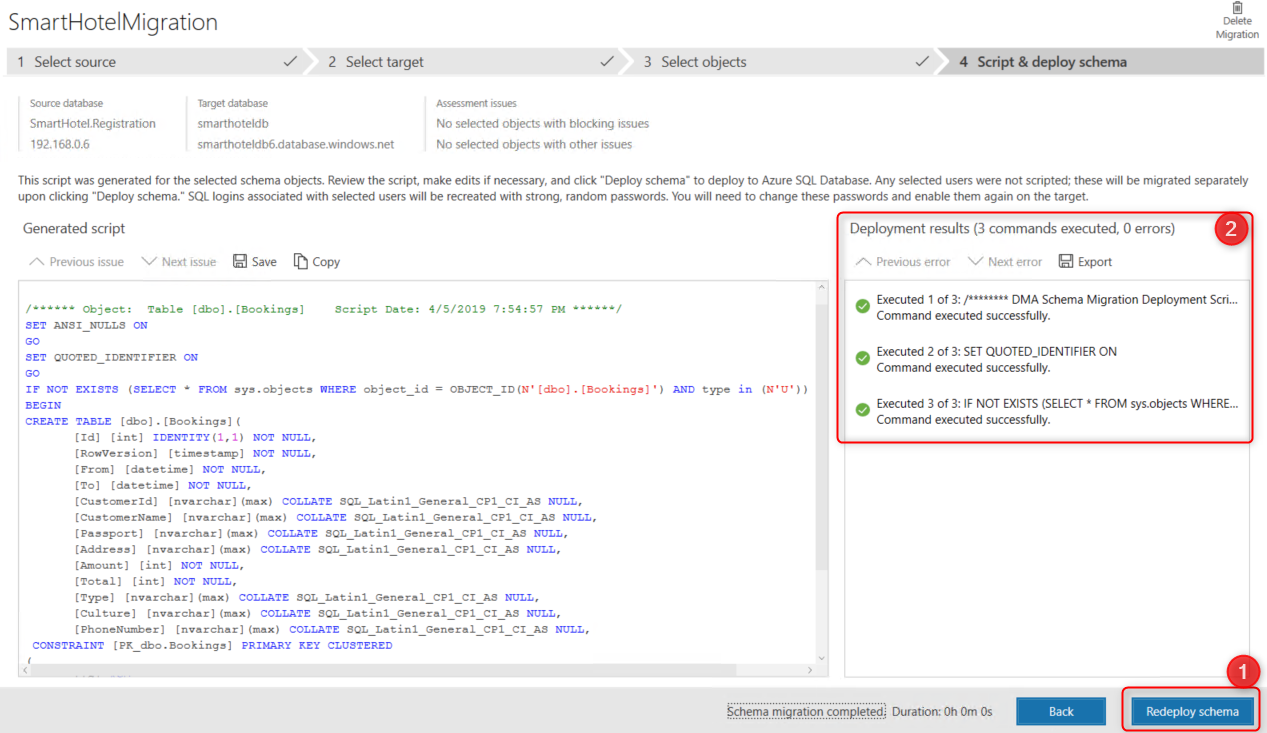 SmartHotelMigration
Delete
Migration
1 Select source
2 Select target
3 Select objects
4 Script & deploy schema
Source database
SmartHotel.Registration
192.168.0.6
Target database
smarthoteldb
smarthoteldb6.database.windows.net
Assessment issues
No selected objects with blocking issues
No selected objects with other issues
This script was generated for the selected schema objects. Review the script, make edits if necessary, and click "Deploy schema" to deploy to Azure SQL Database. Any selected users were not scripted; these will be migrated separately
upon clicking "Deploy schema." SQL logins associated with selected users will be recreated with strong, random passwords. You will need to change these passwords and enable them again on the target.
Generated script
Previous issue Next issue Save Copy
/****** Object:  Table [dbo].[Bookings]    Script Date: 4/5/2019 7:54:57 PM ******/
SET ANSI_NULLS ON
GO
SET QUOTED_IDENTIFIER ON
GO
IF NOT EXISTS (SELECT * FROM sys.objects WHERE object_id = OBJECT_ID(N'[dbo].[Bookings]') AND type in (N'U'))
BEGIN
CREATE TABLE [dbo].[Bookings](
[Id] [int] IDENTITY(1,1) NOT NULL,
[RowVersion] [timestamp] NOT NULL,
[From] [datetime] NOT NULL,
[To] [datetime] NOT NULL,
[CustomerId] [nvarchar](max) COLLATE SQL_Latin1_General_CP1_CI_AS NULL,
[CustomerName] [nvarchar](max) COLLATE SQL_Latin1_General_CP1_CI_AS NULL,
[Passport] [nvarchar](max) COLLATE SQL_Latin1_General_CP1_CI_AS NULL,
[Address] [nvarchar](max) COLLATE SQL_Latin1_General_CP1_CI_AS NULL,
[Amount] [int] NOT NULL,
[Total] [int] NOT NULL,
[Type] [nvarchar](max) COLLATE SQL_Latin1_General_CP1_CI_AS NULL,
[Culture] [nvarchar](max) COLLATE SQL_Latin1_General_CP1_CI_AS NULL,
[PhoneNumber] [nvarchar](max) COLLATE SQL_Latin1_General_CP1_CI_AS NULL,
CONSTRAINT [PK_dbo.Bookings] PRIMARY KEY CLUSTERED
(
Deployment results (3 commands executed, 0 errors)
2
Previous error Next error Export
Executed 1 of 3: /******** DMA Schema Migration Deployment Scri...
Command executed successfully.
Executed 2 of 3: SET QUOTED_IDENTIFIER ON
Command executed successfully.
Executed 3 of 3: IF NOT EXISTS (SELECT * FROM sys.objects WHERE...
Command executed successfully.
1
Schema migration completed Duration: 0h 0m 0s
Back
Redeploy schema